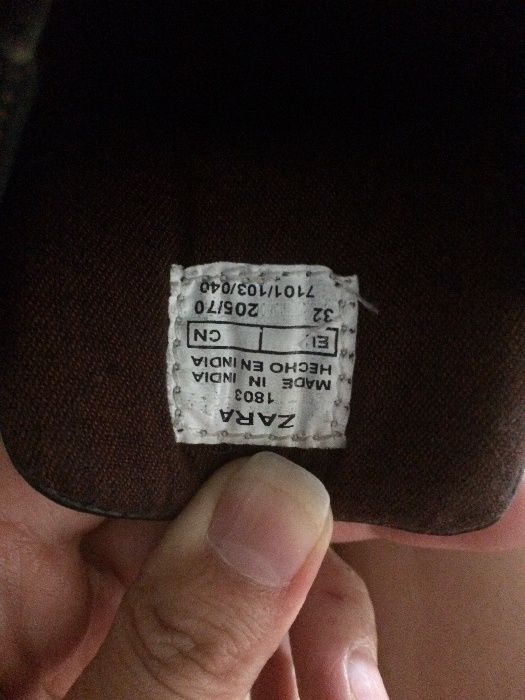 ZARA
1803
MADE IN INDIA
HECHO EN INDIA
CN
32 205/70
7101/103/040